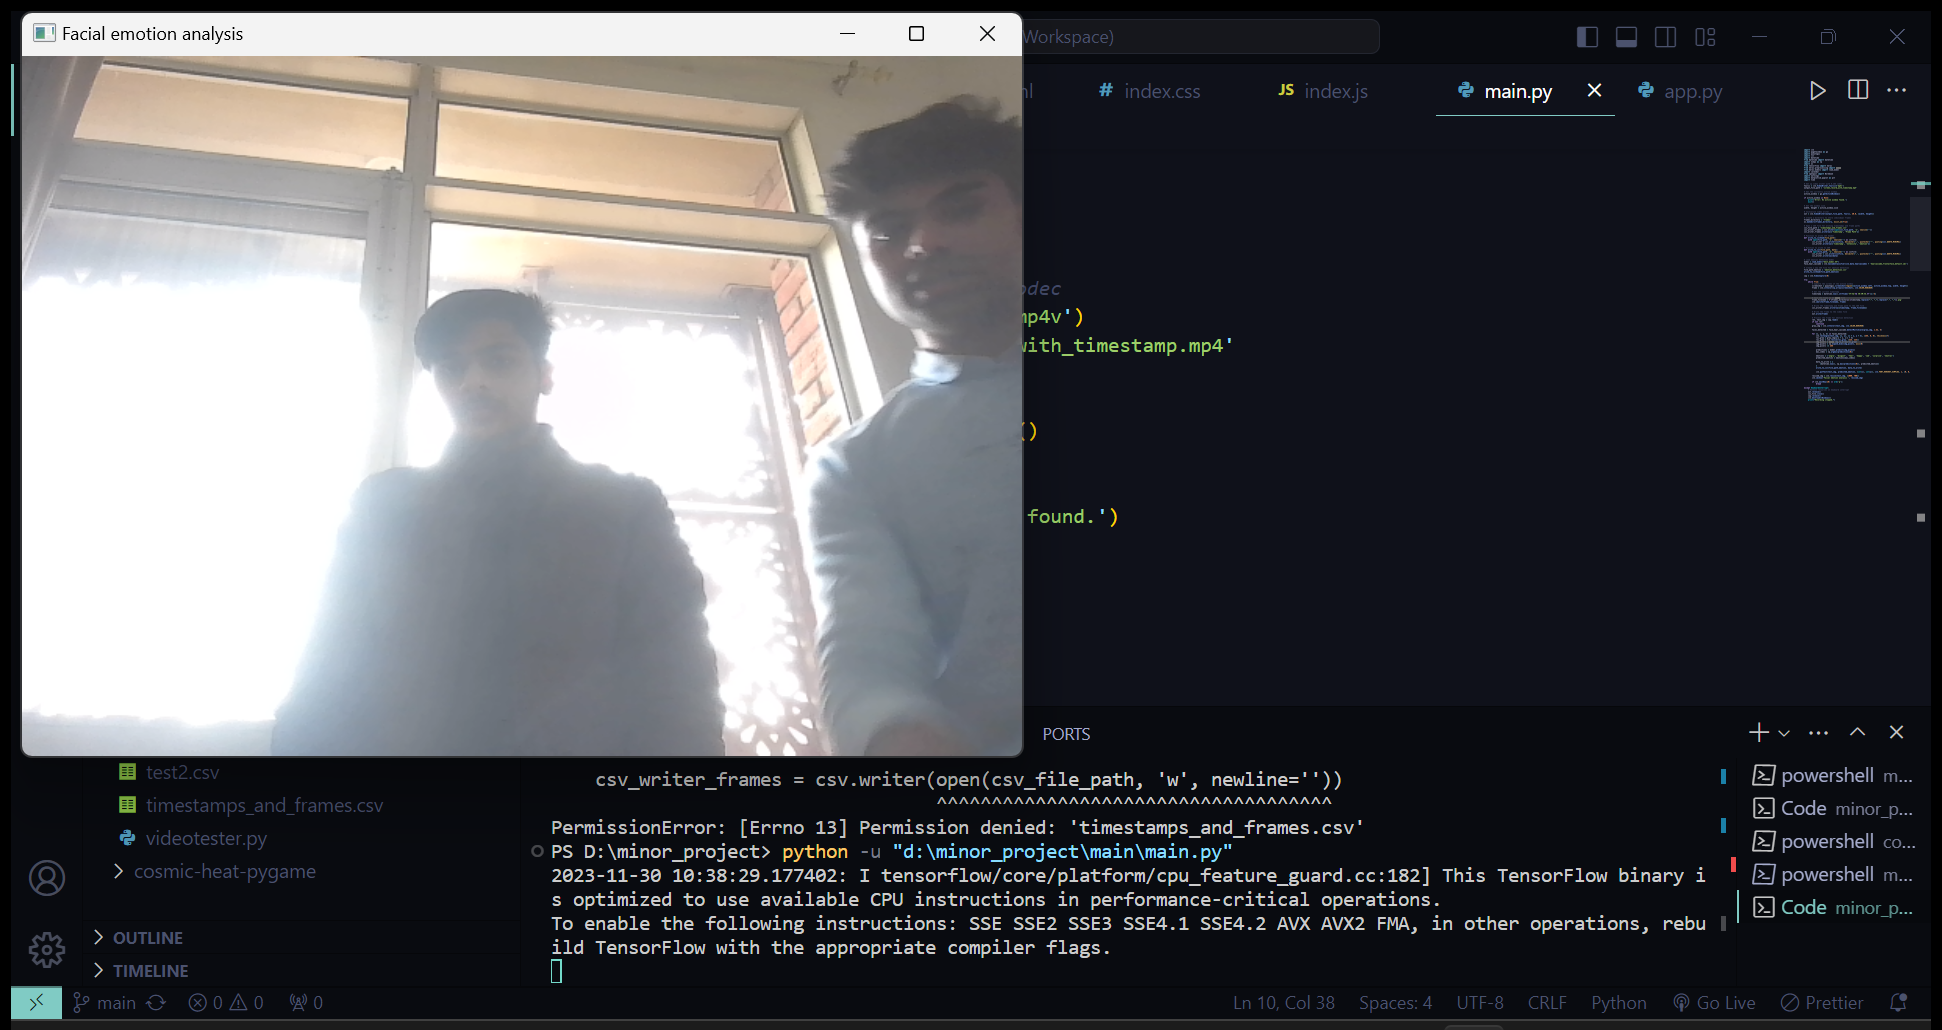 Facial emotion analysis
Workspace)
index.css
JS index.js
main.py
app.py
mp4v')
with_timestamp.mp4'
()
found.')
PORTS
test2.csv
timestamps_and_frames.csv
videotester.py
cosmic-heat-pygame
OUTLINE
TIMELINE
csv_writer_frames = csv.writer(open(csv_file_path, 'w', newline=''))
^^^^^^^^^^^^^^^^^^^^^^^^^^^^^^^^^^^^
PermissionError: [Errno 13] Permission denied: 'timestamps_and_frames.csv'
PS D:\minor_project> python -u "d:\minor_project\main\main.py"
2023-11-30 10:38:29.177402: I tensorflow/core/platform/cpu_feature_guard.cc:182] This TensorFlow binary i
s optimized to use available CPU instructions in performance-critical operations.
To enable the following instructions: SSE SSE2 SSE3 SSE4.1 SSE4.2 AVX AVX2 FMA, in other operations, rebu
ild TensorFlow with the appropriate compiler flags.
powershell m...
Code minor_p...
powershell co...
powershell m...
Code minor_p...
main
0 0
0
Ln 10, Col 38
Spaces: 4
UTF-8
CRLF
Python
Go Live
Prettier